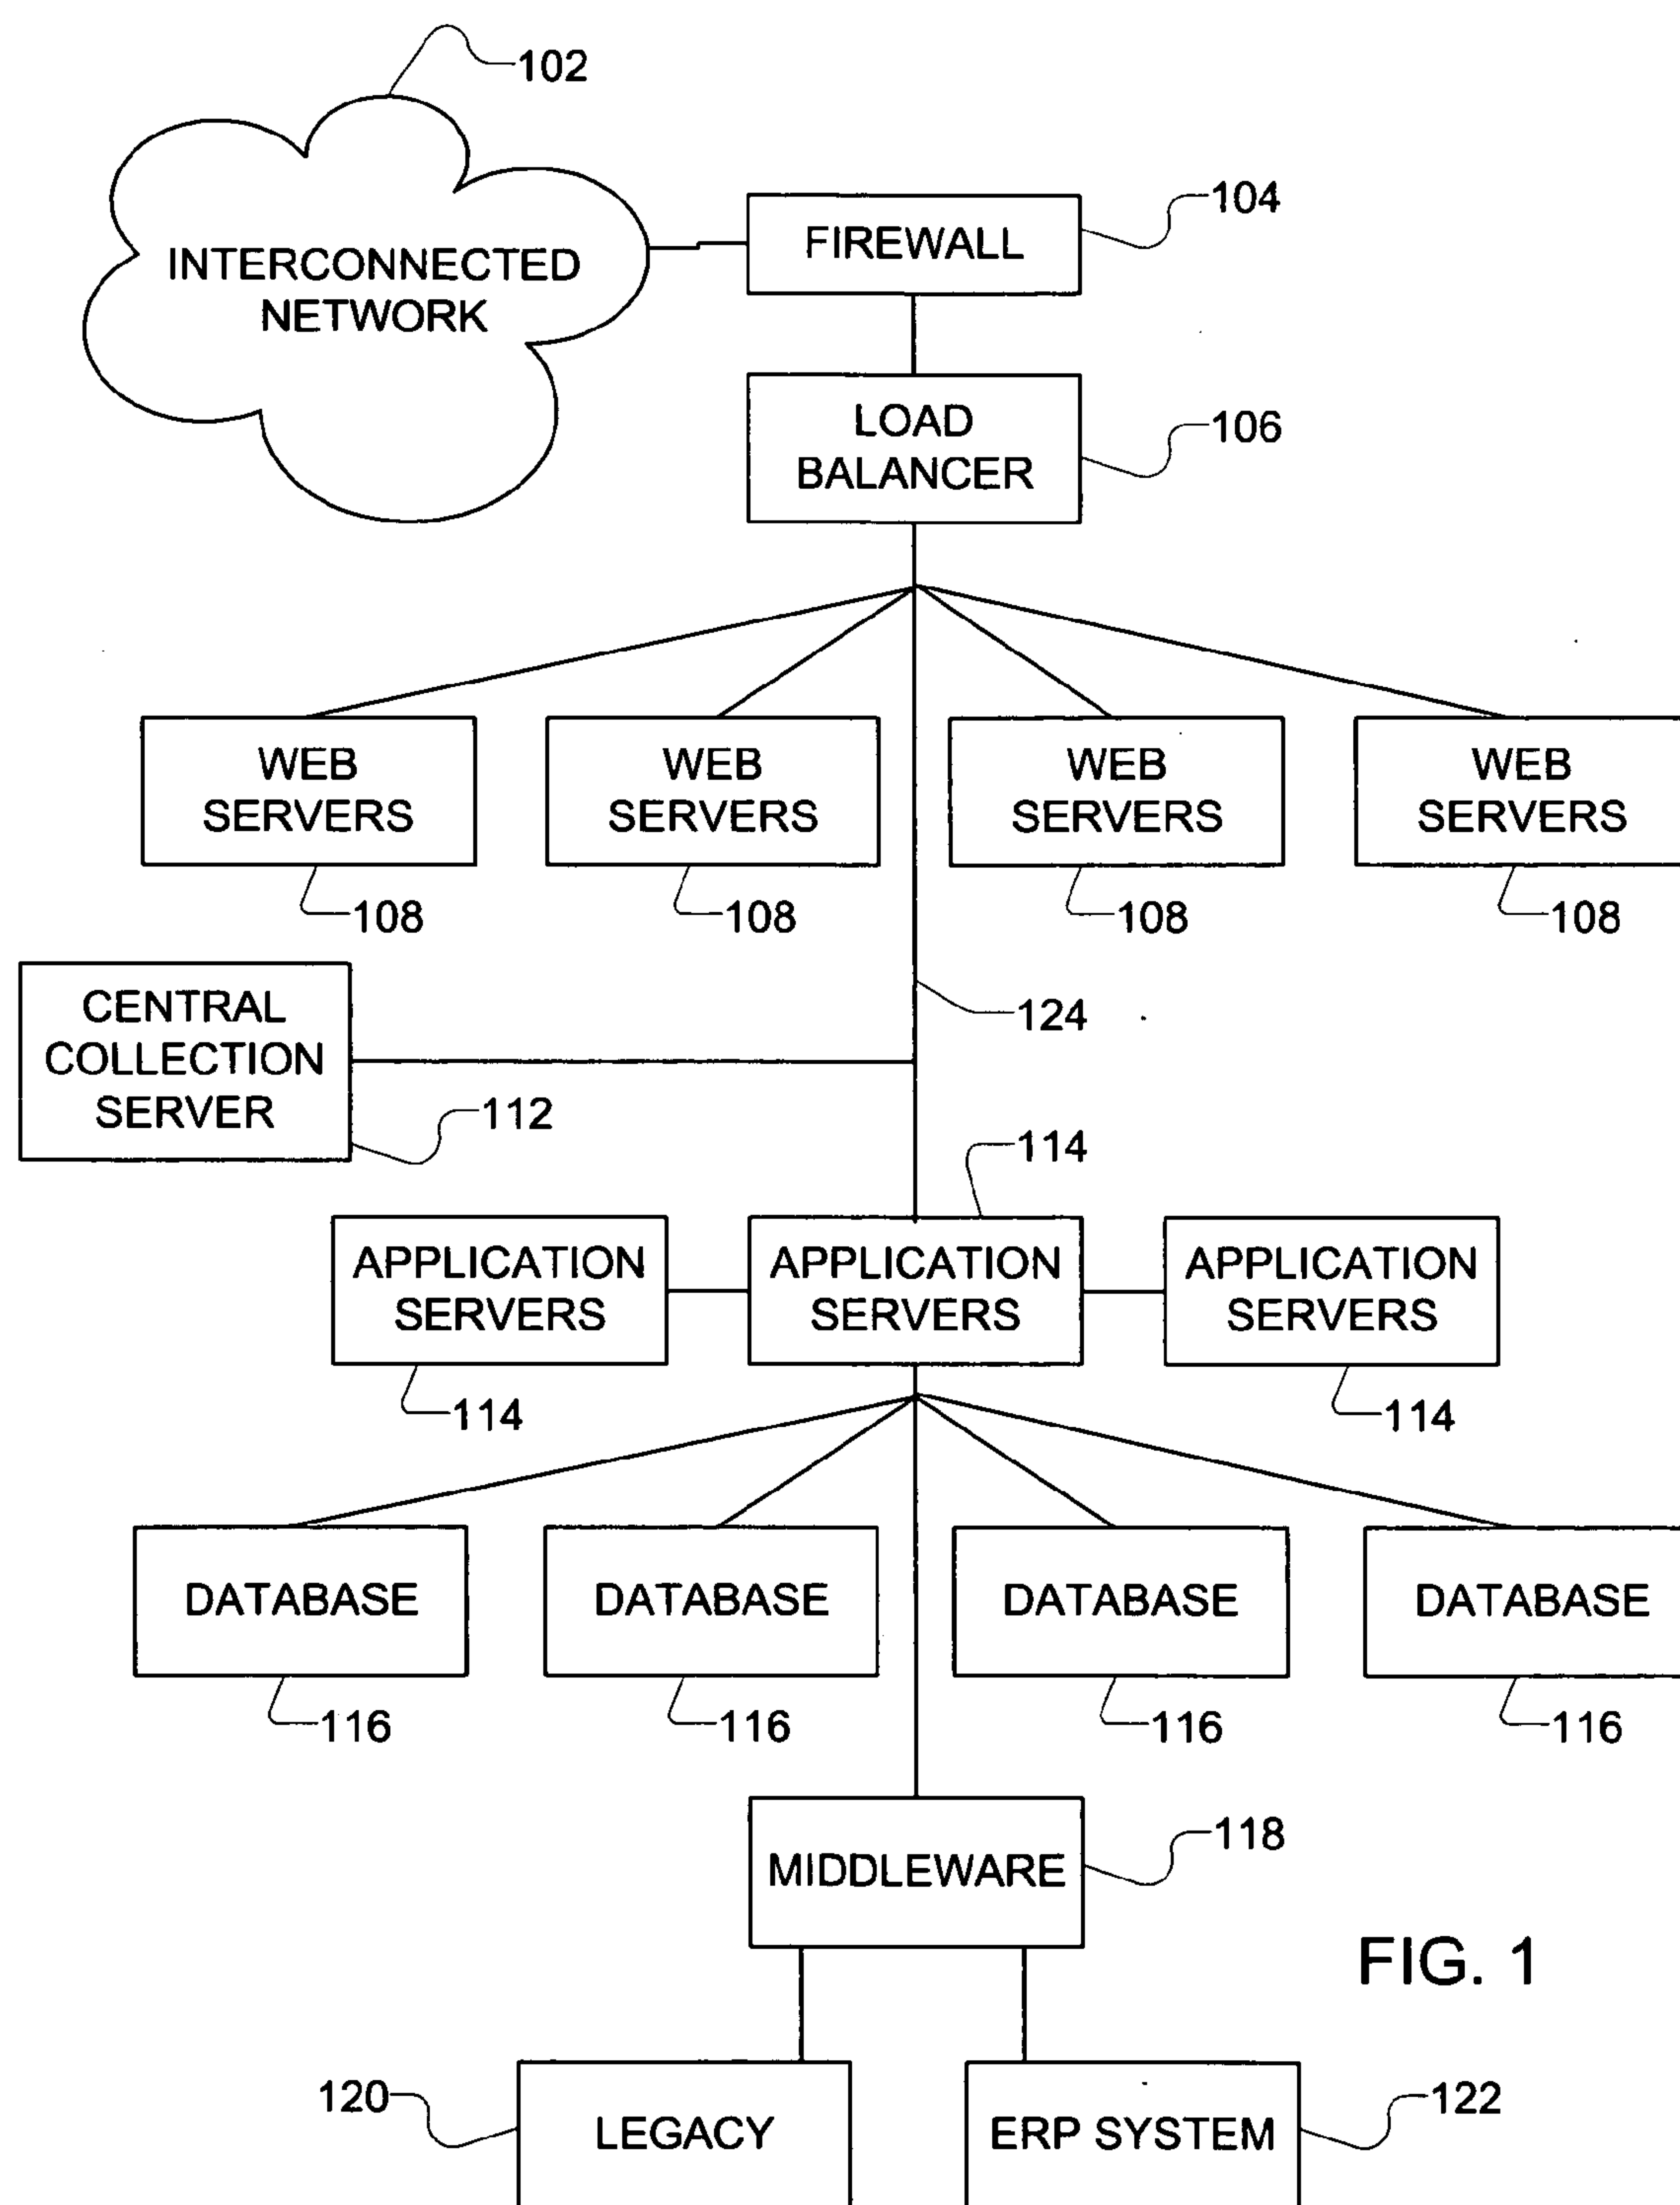 102
INTERCONNECTED
NETWORK
FIREWALL
104
LOAD
BALANCER
106
WEB
SERVERS
108
WEB
SERVERS
108
WEB
SERVERS
108
WEB
SERVERS
108
CENTRAL
COLLECTION
SERVER
112
124
114
APPLICATION
SERVERS
114
APPLICATION
SERVERS
APPLICATION
SERVERS
114
DATABASE
116
DATABASE
116
DATABASE
116
DATABASE
116
MIDDLEWARE
118
FIG. 1
120
LEGACY
ERP SYSTEM
122